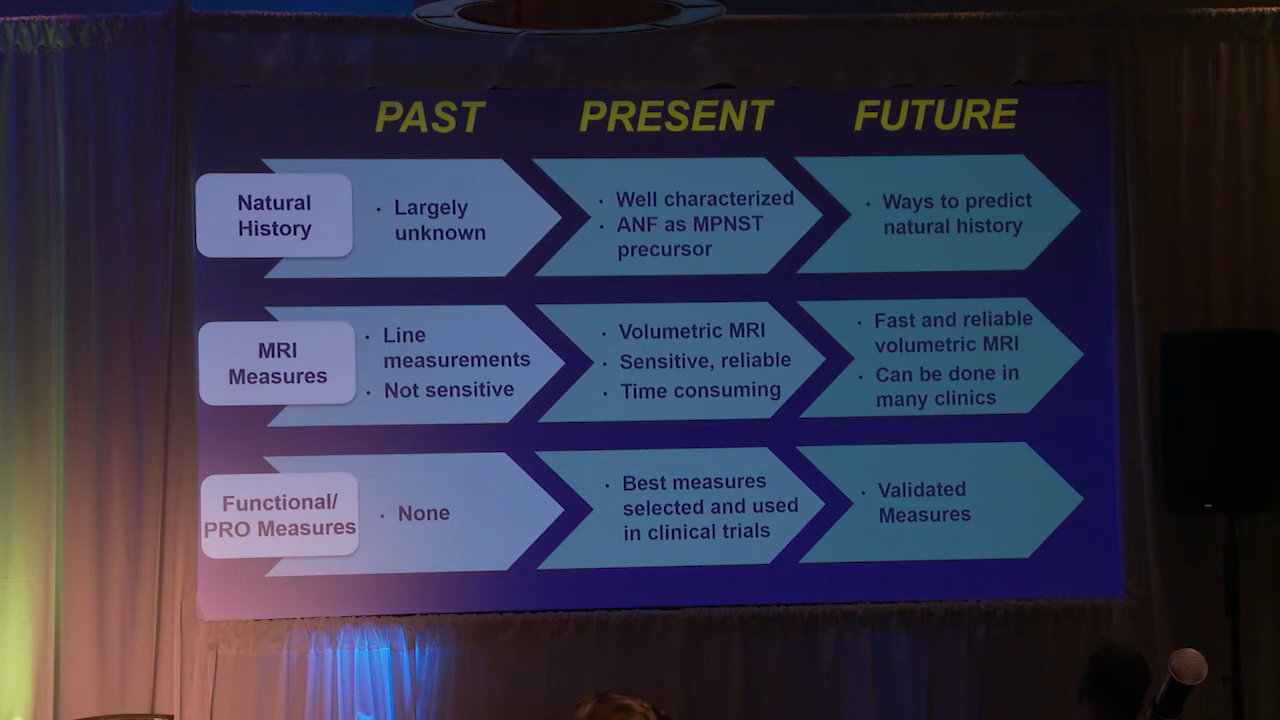 PAST PRESENT FUTURE
Natural
History
• Largely
unknown
• Well characterized
• ANF as MPNST
precursor
• Ways to predict
natural history
MRI
Measures
• Line
measurements
• Not sensitive
• Volumetric MRI
• Sensitive, reliable
• Time consuming
• Fast and reliable
volumetric MRI
• Can be done in
many clinics
Functional/
PRO Measures
• None
• Best measures
selected and used
in clinical trials
• Validated
Measures